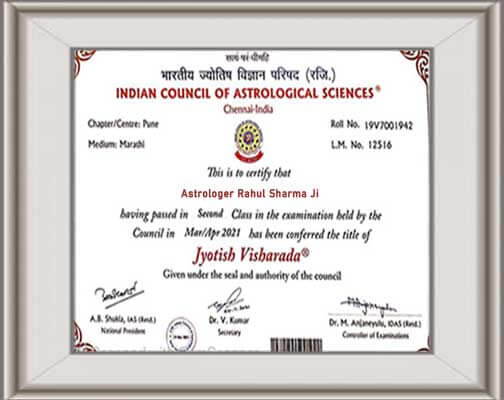 सत्यं परं धीमहि
भारतीय ज्योतिष विज्ञान परिषद (रजि.)
INDIAN COUNCIL OF ASTROLOGICAL SCIENCES®
Chennai-India
Chapter/Centre: Pune
Roll No. 19V7001942
Medium: Marathi
L.M. No. 12516
This is to certify that
Astrologer Rahul Sharma Ji
having passed in Second Class in the examination held by the
Council in Mar/Apr 2021 has been conferred the title of
Jyotish Visharada®
Given under the seal and authority of the council
A.B. Shukla, IAS (Retd.)
National President
Dr. V. Kumar
Secretary
Dr. M. Anjaneyulu, IDAS (Retd.)
Controller of Examinations